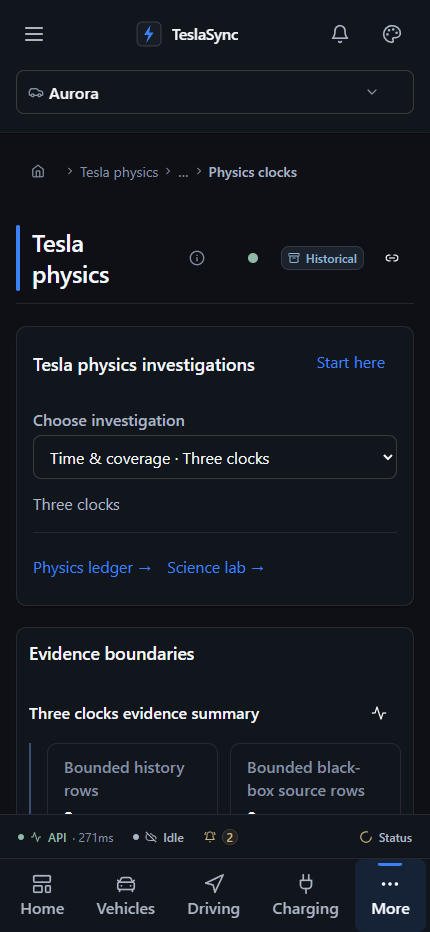 TeslaSync
Aurora
Tesla physics
...
Physics clocks
Tesla
physics
Historical
Tesla physics investigations
Start here
Choose investigation
Time & coverage · Three clocks
Three clocks
Physics ledger →
Science lab →
Evidence boundaries
Three clocks evidence summary
Bounded history
rows
Bounded black-
box source rows
API · 271ms
Idle
2
Status
Home
Vehicles
Driving
Charging
More